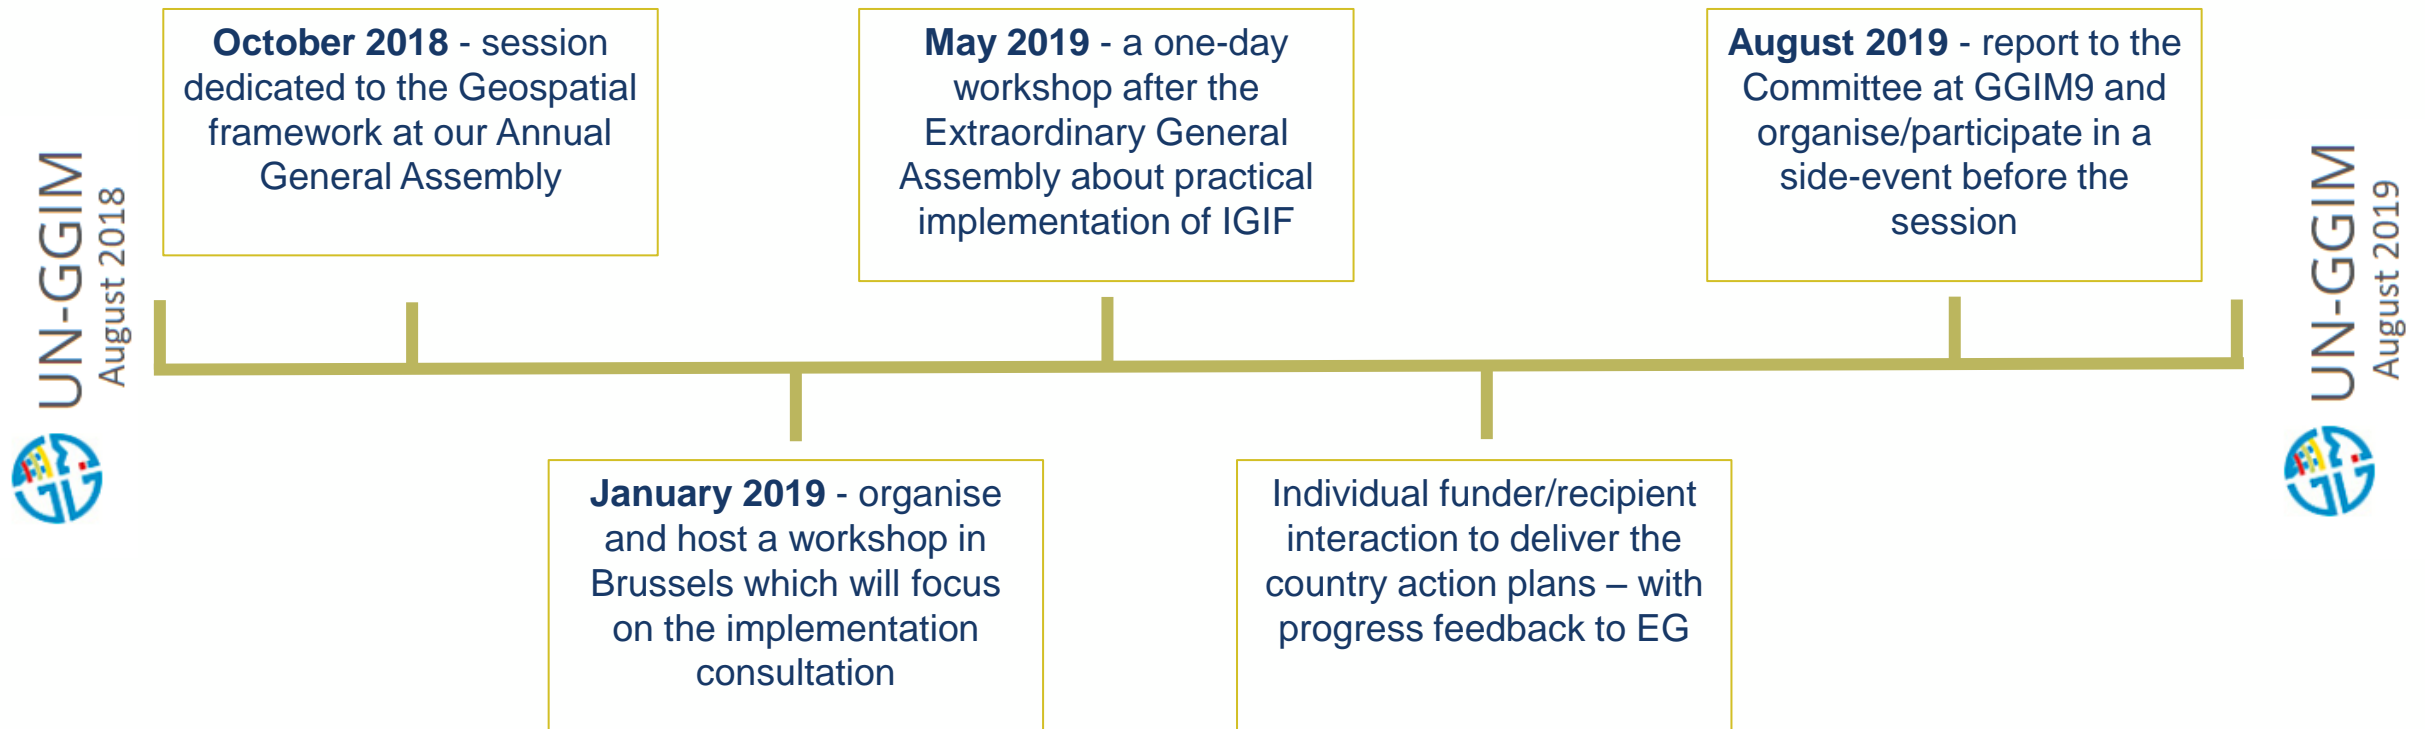 UN-GGIM
August 2018
October 2018 - session
dedicated to the Geospatial
framework at our Annual
General Assembly
January 2019 - organise
and host a workshop in
Brussels which will focus
on the implementation
consultation
May 2019 - a one-day
workshop after the
Extraordinary General
Assembly about practical
implementation of IGIF
Individual funder/recipient
interaction to deliver the
country action plans – with
progress feedback to EG
August 2019 - report to the
Committee at GGIM9 and
organise/participate in a
side-event before the
session
UN-GGIM
August 2019